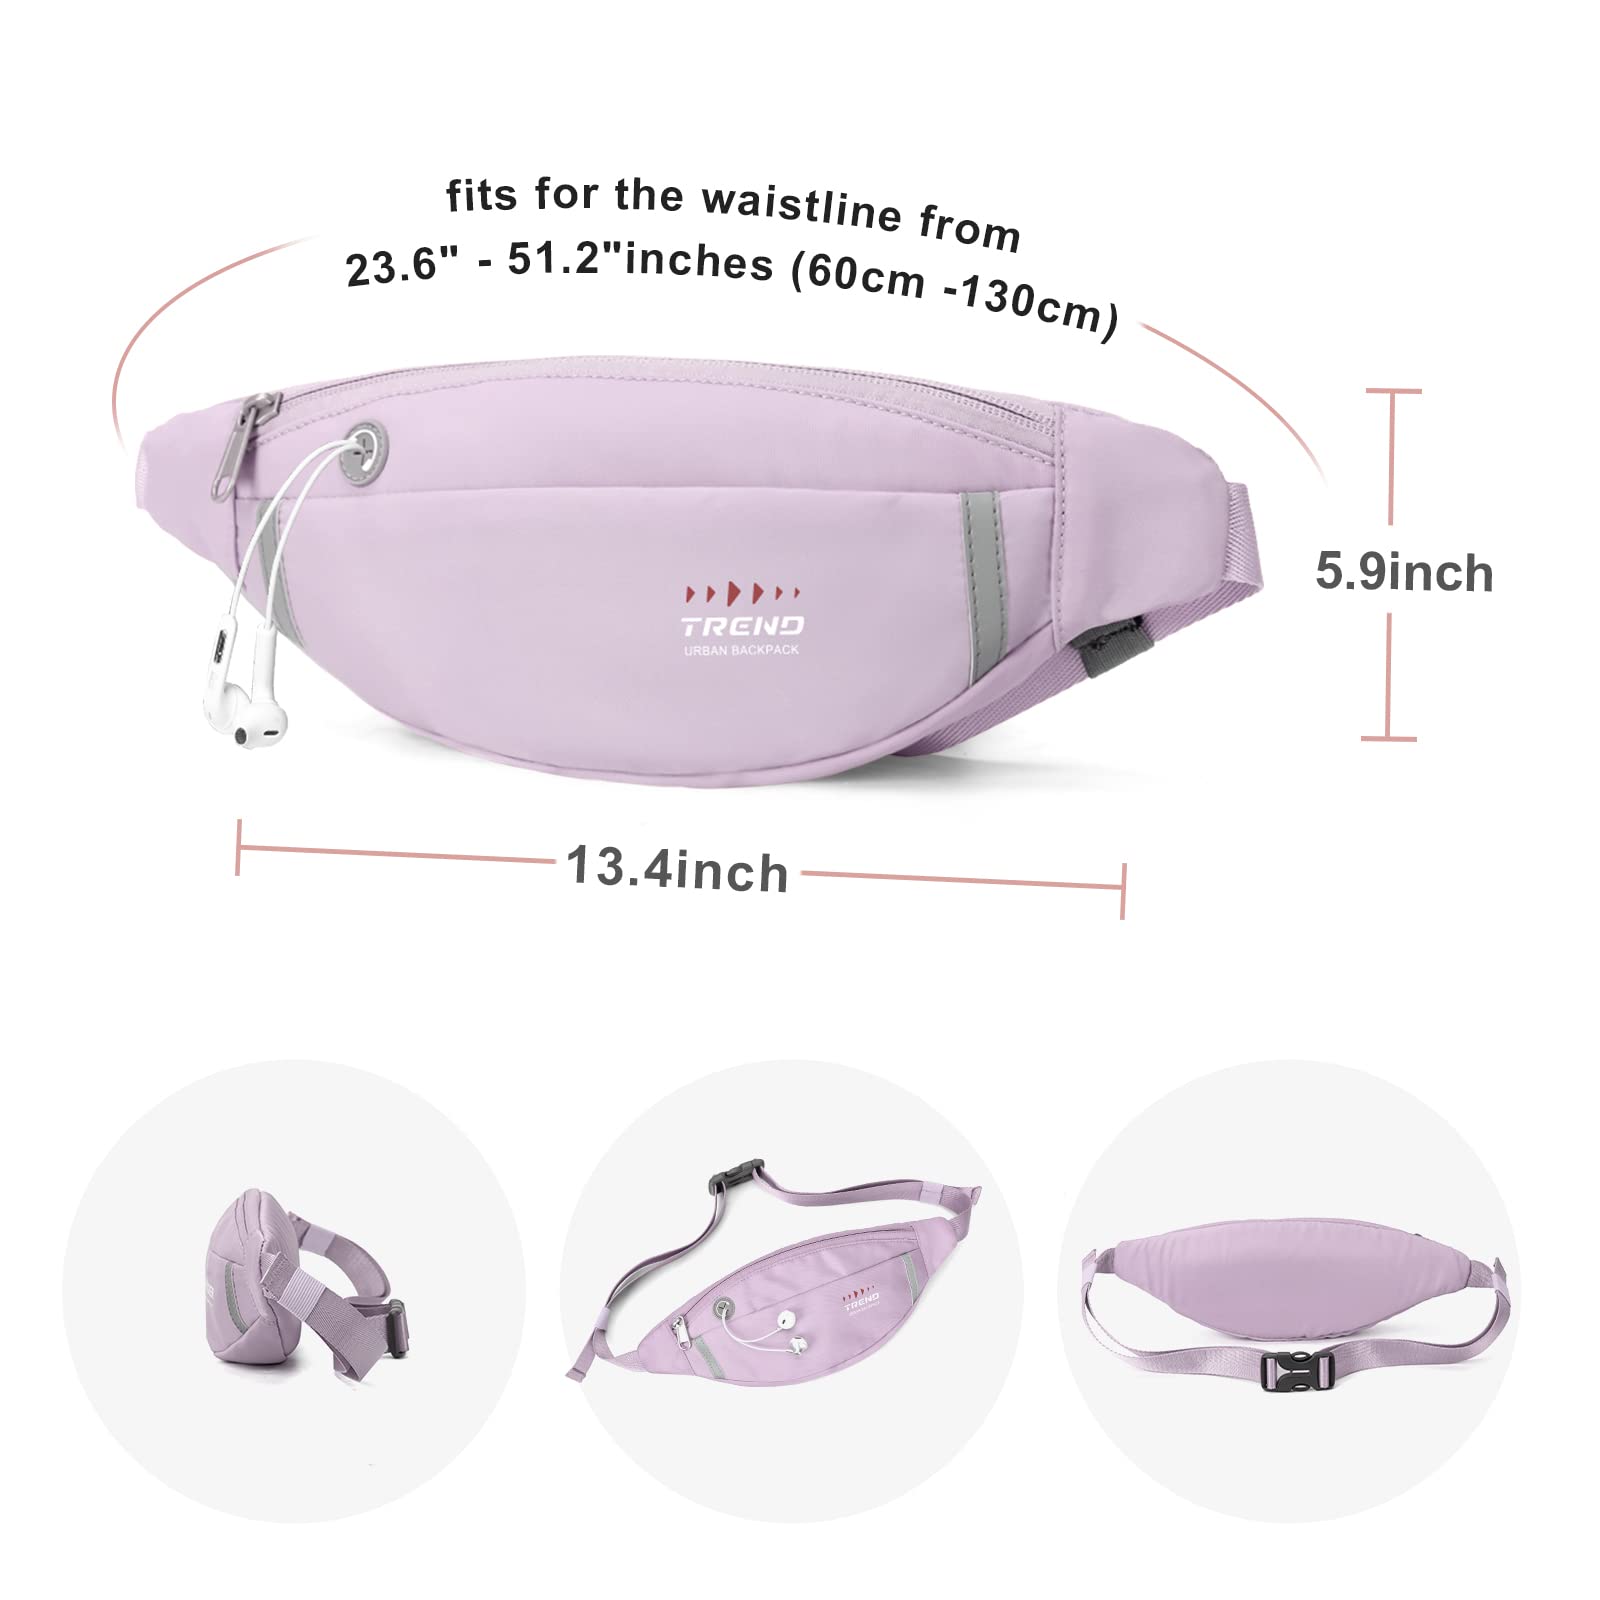 fits for the waistline from
23.6" - 51.2"inches (60cm -130cm)
5.9inch
TREND
URBAN BACKPACK
13.4inch
TREND